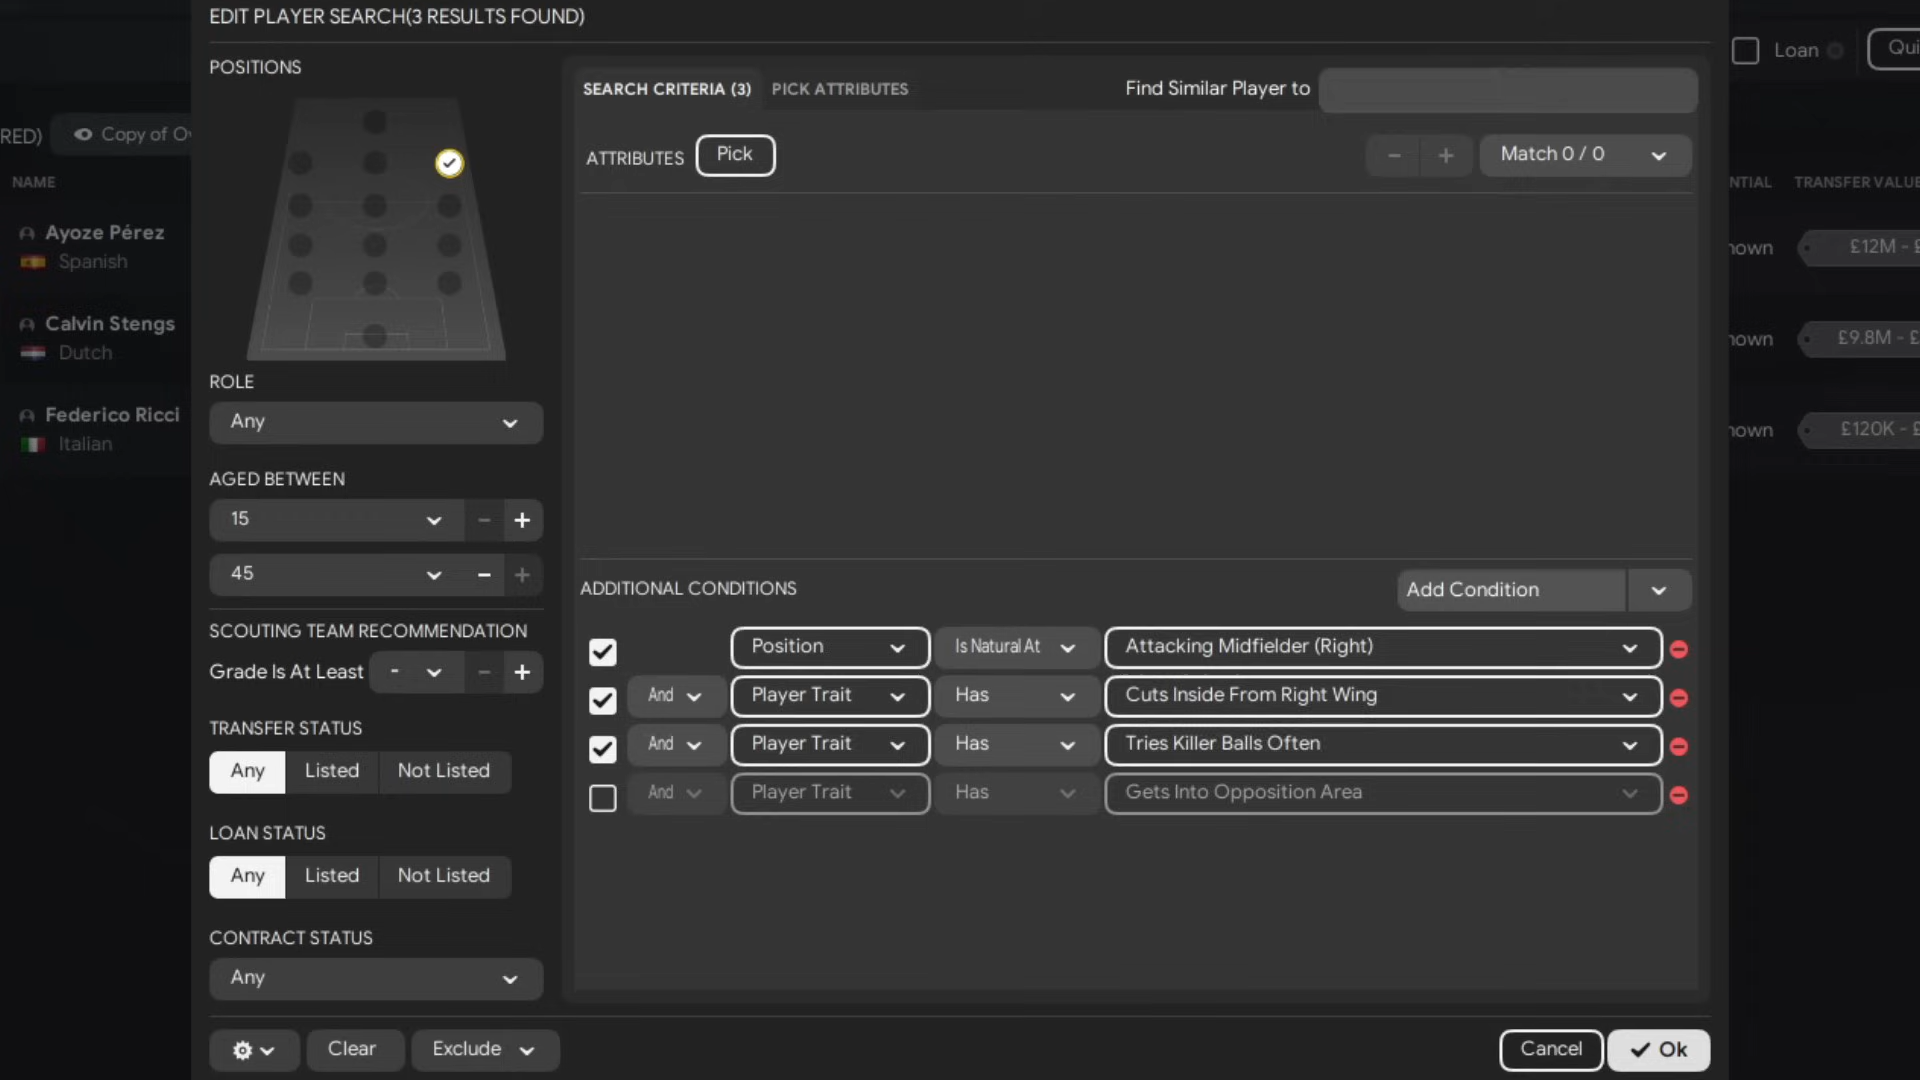 EDIT PLAYER SEARCH(3 RESULTS FOUND)
POSITIONS
SEARCH CRITERIA (3)
PICK ATTRIBUTES
Find Similar Player to
Loan
RED)
Copy of
ATTRIBUTES
Pick
Match 0 / 0
NAME
TRANSFER VALUE
Ayoze Pérez
Spanish
£12M - £
Calvin Stengs
Dutch
£9.8M - £
Federico Ricci
Italian
£120K - £
ROLE
Any
AGED BETWEEN
15
45
SCOUTING TEAM RECOMMENDATION
Grade Is At Least
-
TRANSFER STATUS
Any
Listed
Not Listed
LOAN STATUS
Any
Listed
Not Listed
CONTRACT STATUS
Any
ADDITIONAL CONDITIONS
Add Condition
Position
Is Natural At
Attacking Midfielder (Right)
And
Player Trait
Has
Cuts Inside From Right Wing
And
Player Trait
Has
Tries Killer Balls Often
And
Player Trait
Has
Gets Into Opposition Area
Clear
Exclude
Cancel
Ok